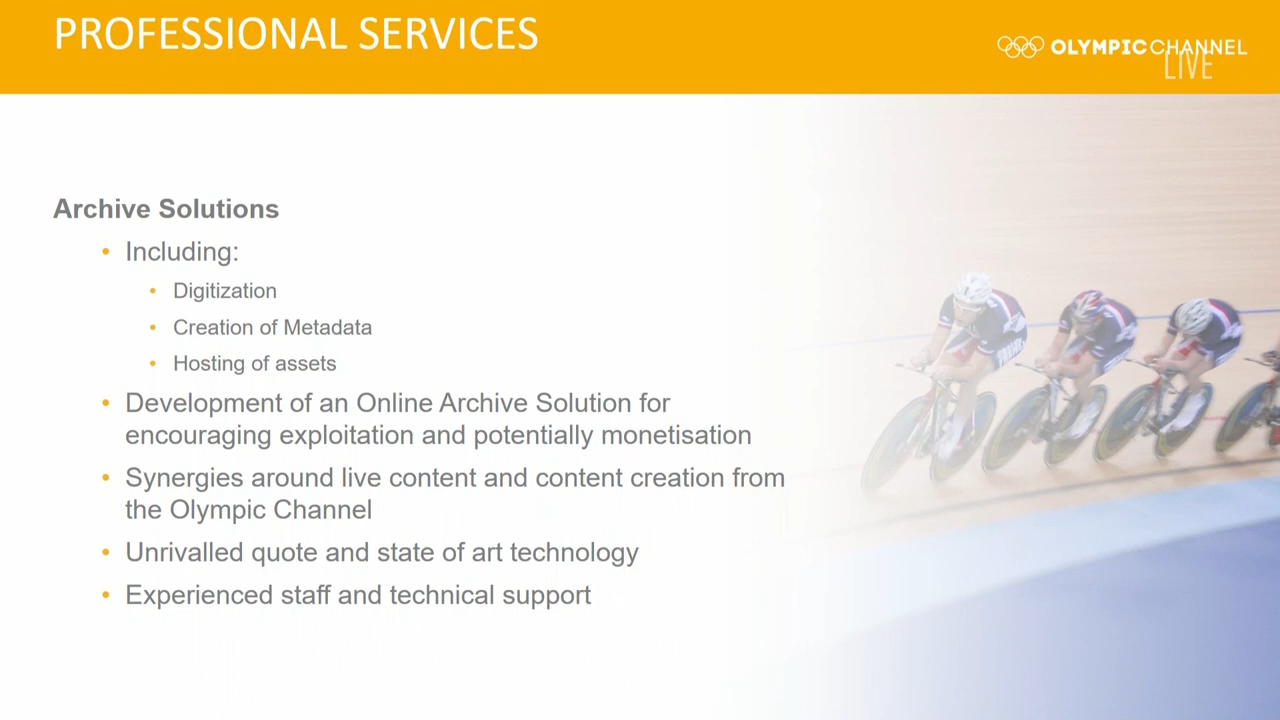 PROFESSIONAL SERVICES
OLYMPICCHANNEL
LIVE
Archive Solutions
• Including:
• Digitization
• Creation of Metadata
• Hosting of assets
• Development of an Online Archive Solution for
encouraging exploitation and potentially monetisation
• Synergies around live content and content creation from
the Olympic Channel
• Unrivalled quote and state of art technology
• Experienced staff and technical support